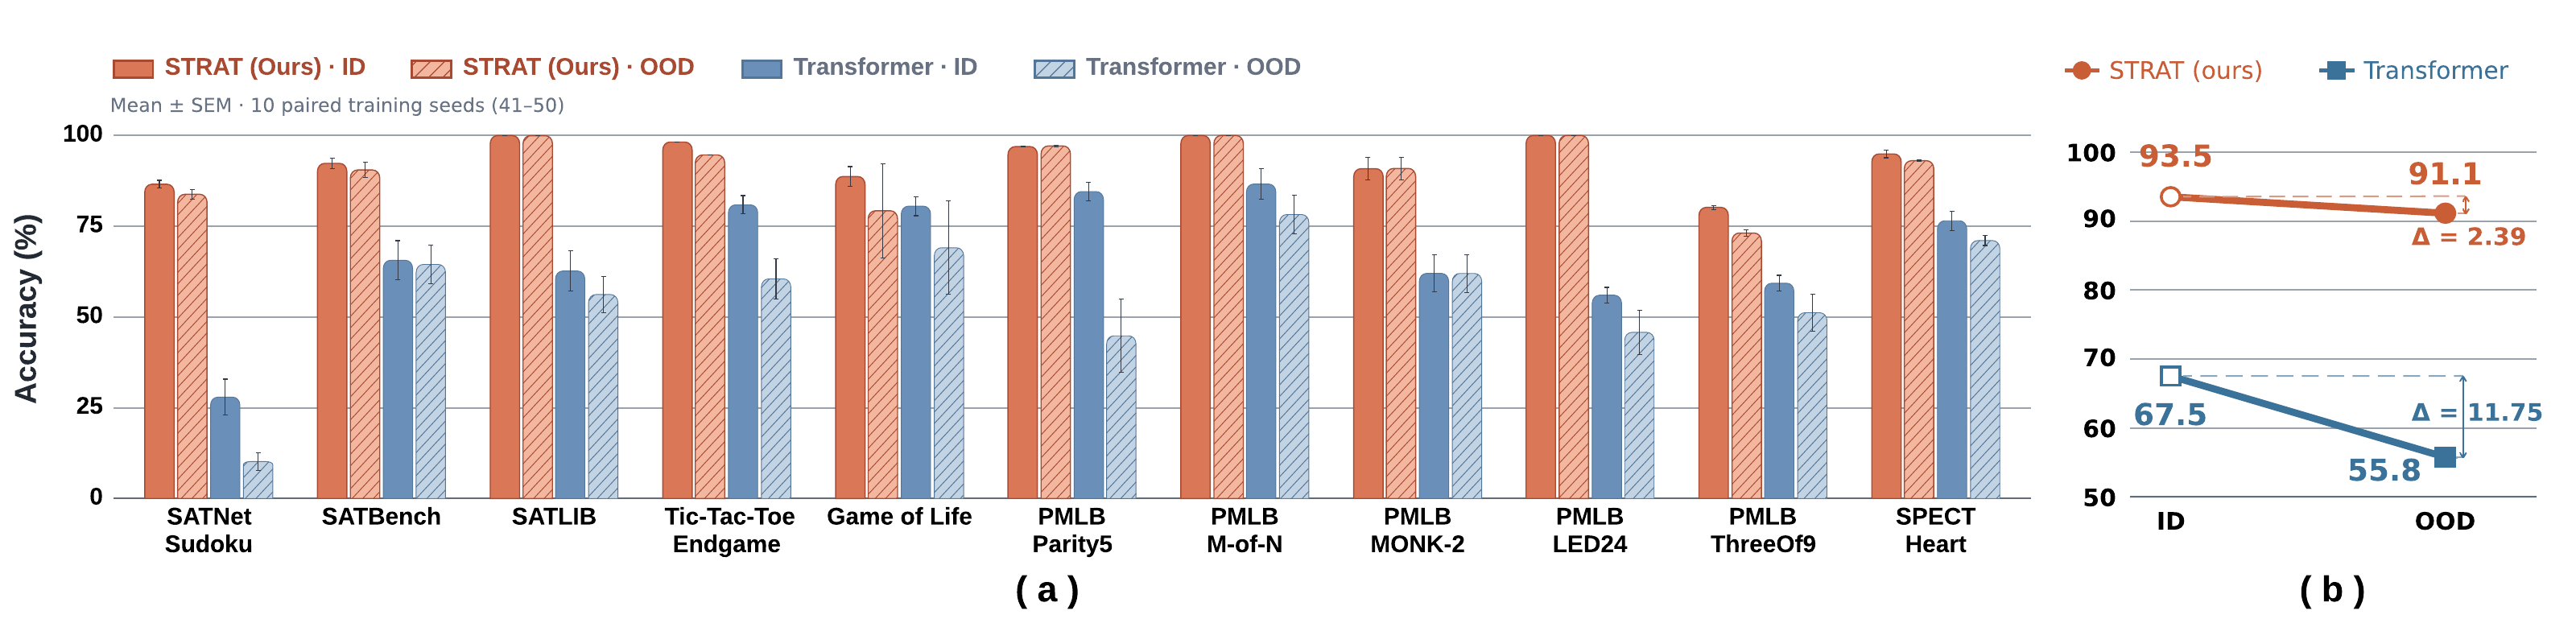 STRAT (Ours) · ID
STRAT (Ours) · OOD
Transformer · ID
Transformer · OOD
Mean ± SEM · 10 paired training seeds (41–50)
Accuracy (%)
100
75
50
25
0
SATNet
Sudoku
SATBench
SATLIB
Tic-Tac-Toe
Endgame
Game of Life
PMLB
Parity5
PMLB
M-of-N
PMLB
MONK-2
PMLB
LED24
PMLB
ThreeOf9
SPECT
Heart
( a )
STRAT (ours)
Transformer
100
90
80
70
60
50
93.5
91.1
Δ = 2.39
67.5
Δ = 11.75
55.8
ID
OOD
( b )